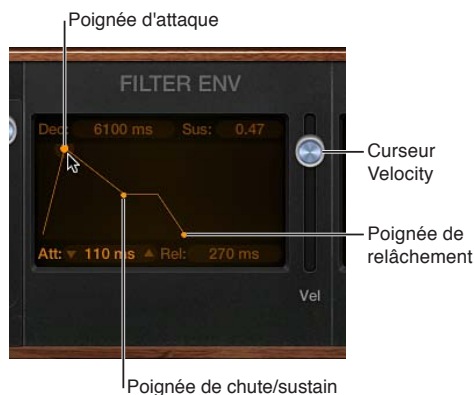 Poignée d'attaque
FILTER ENV
Dec: 6100 ms Sus: 0.47
Curseur
Velocity
Poignée de
relâchement
Att: 110 ms Rel: 270 ms
Vel
Poignée de chute/sustain